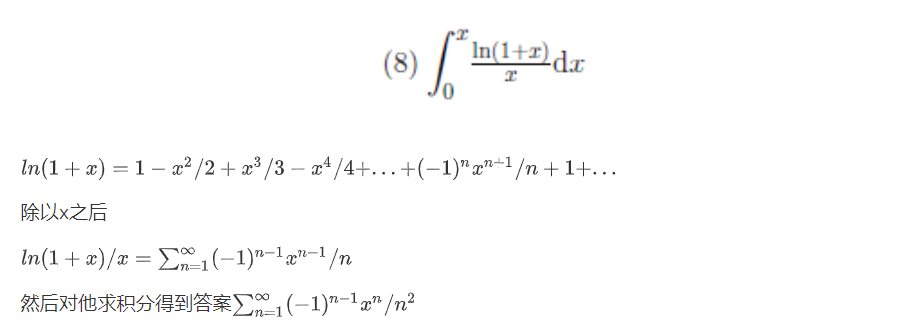 (8) ∫₀ˣ ln(1+x)/x dx
ln(1 + x) = 1 − x²/2 + x³/3 − x⁴/4+...+(−1)ⁿxⁿ⁺¹/n + 1+...
除以x之后
ln(1 + x)/x = ∑ₙ₌₁^∞(−1)ⁿ⁻¹xⁿ⁻¹/n
然后对他求积分得到答案∑ₙ₌₁^∞(−1)ⁿ⁻¹xⁿ/n²